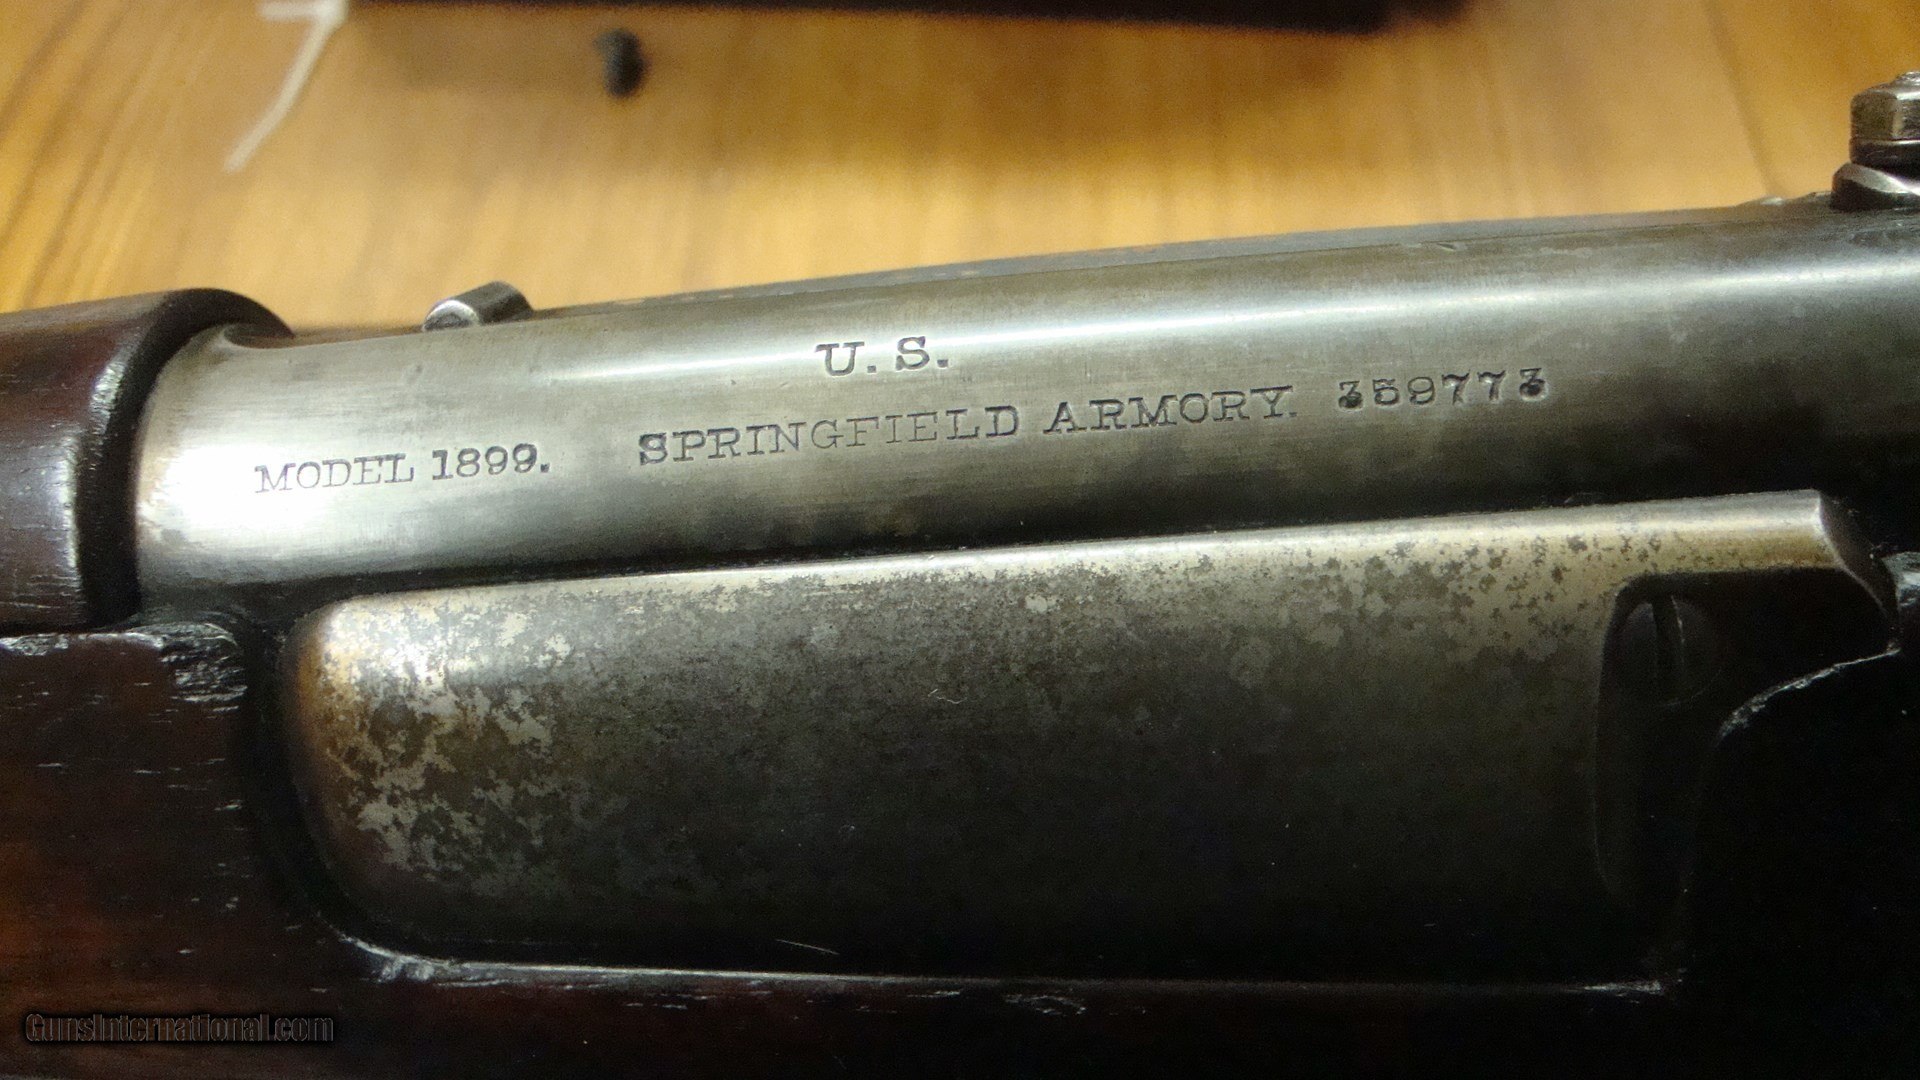 U. S.
MODEL 1899. SPRINGFIELD ARMORY. 359773
GunsInternational.com